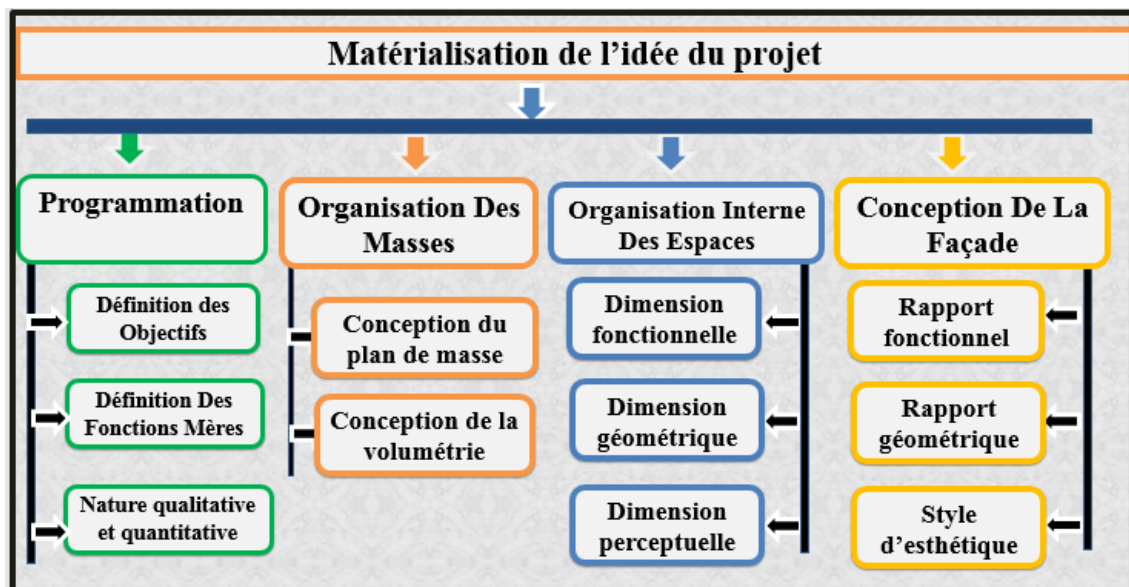 Matérialisation de l’idée du projet
Programmation
Définition des
Objectifs
Définition Des
Fonctions Mères
Nature qualitative
et quantitative
Organisation Des
Masses
Conception du
plan de masse
Conception de la
volumétrie
Organisation Interne
Des Espaces
Dimension
fonctionnelle
Dimension
géométrique
Dimension
perceptuelle
Conception De La
Façade
Rapport
fonctionnel
Rapport
géométrique
Style
d’esthétique